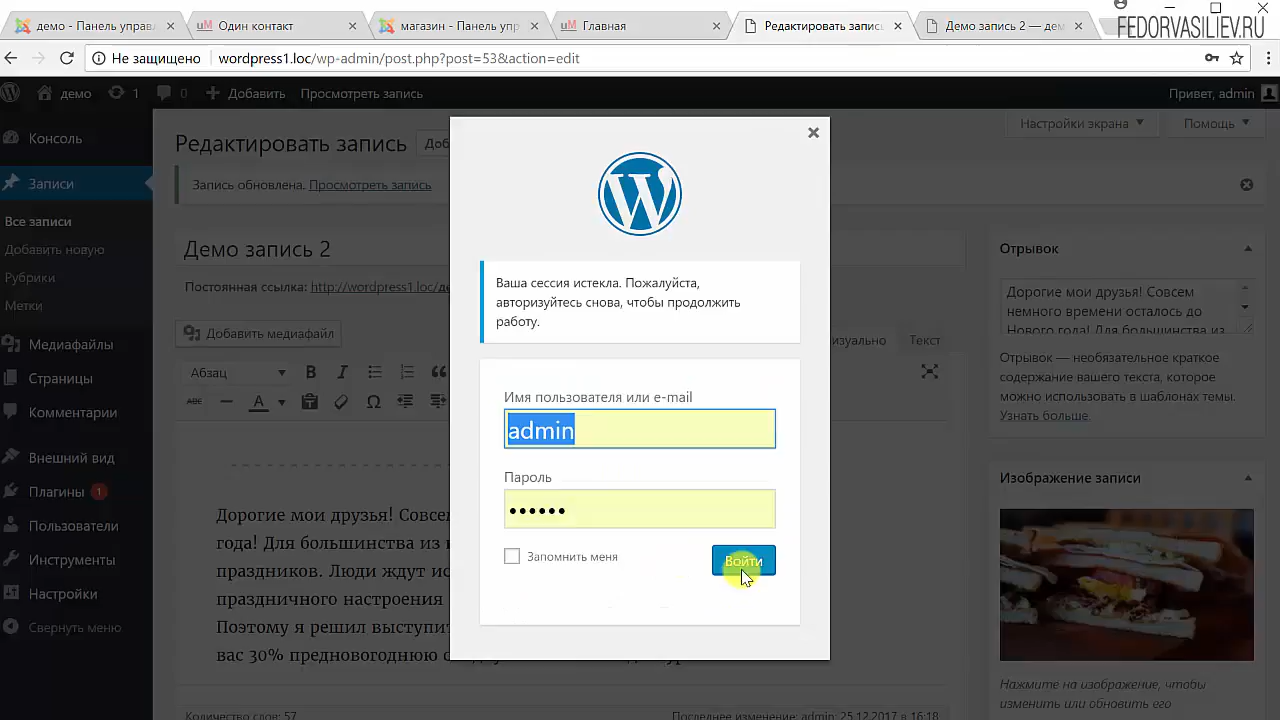 демо - Панель управл
Один контакт
магазин - Панель упр
Главная
Редактировать запись
Демо запись 2 — дем
FEDORVASILIEV.RU
Не защищено
wordpress1.loc/wp-admin/post.php?post=53&action=edit
демо
1
0
Добавить
Просмотреть запись
Привет, admin
Консоль
Записи
Все записи
Добавить новую
Рубрики
Метки
Медиафайлы
Страницы
Комментарии
Внешний вид
Плагины 1
Пользователи
Инструменты
Настройки
Свернуть меню
Настройки экрана
Помощь
Редактировать запись
Доб
Запись обновлена. Просмотреть запись
Демо запись 2
Постоянная ссылка: http://wordpress1.loc/де
Добавить медиафайл
изуально
Текст
Абзац
Дорогие мои друзья! Совсем
года! Для большинства из
праздников. Люди ждут ис
праздничного настроения
Поэтому я решил выступит
вас 30% предновогоднюю
Количество слов: 57
Последнее изменение: admin; 25.12.2017 в 16:18
Ваша сессия истекла. Пожалуйста,
авторизуйтесь снова, чтобы продолжить
работу.
Имя пользователя или e-mail
admin
Пароль
Запомнить меня
Войти
Отрывок
Дорогие мои друзья! Совсем
немного времени осталось до
Нового года! Для большинства из
Отрывок — необязательное краткое
содержание вашего текста, которое
можно использовать в шаблонах темы.
Узнать больше.
Изображение записи
Нажмите на изображение, чтобы
изменить или обновить его